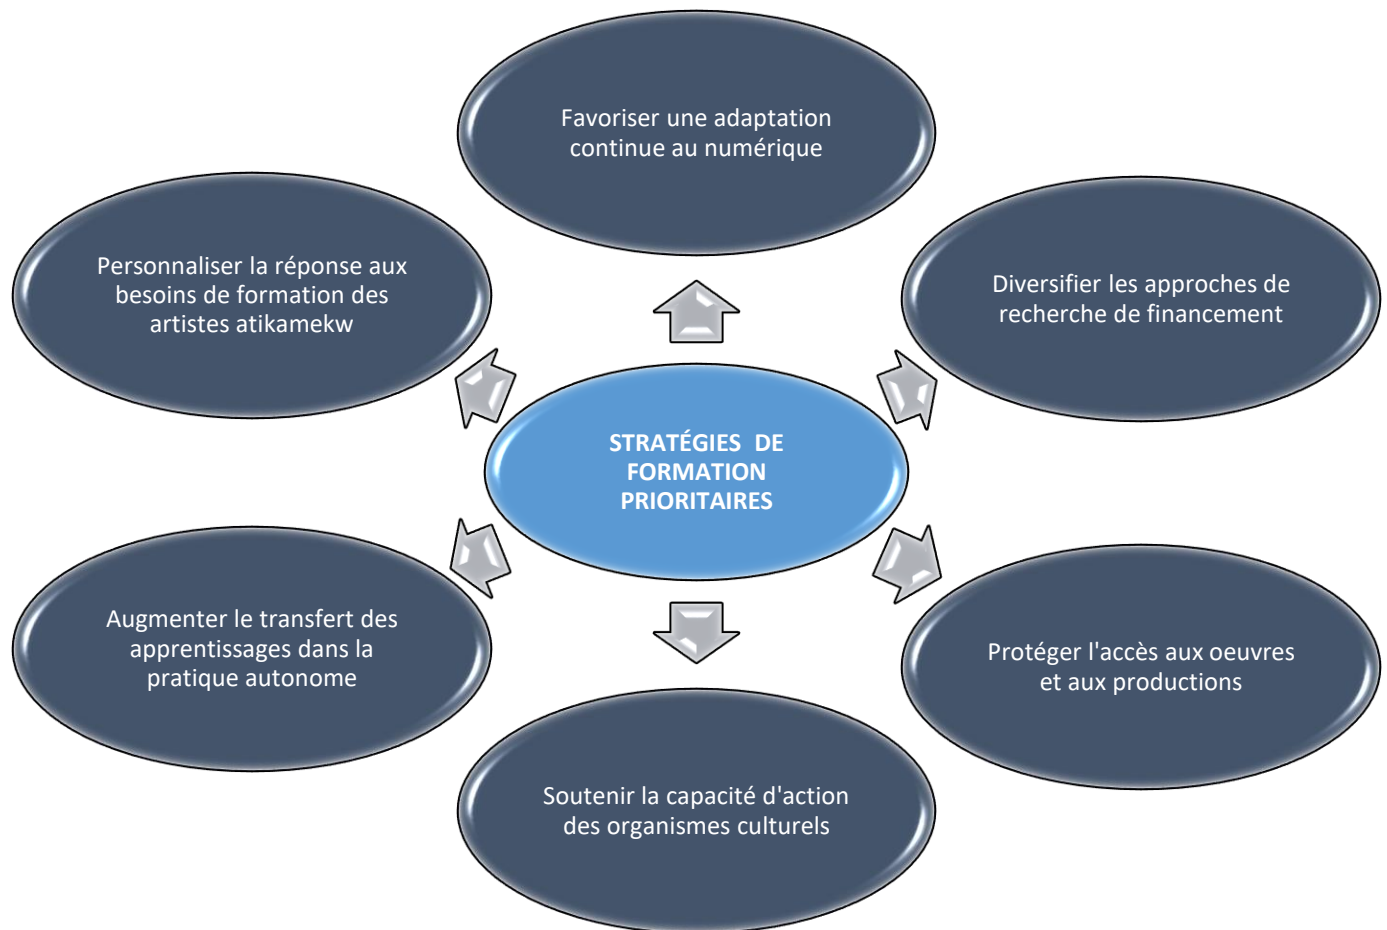 Favoriser une adaptation
continue au numérique
Personnaliser la réponse aux
besoins de formation des
artistes atikamekw
Diversifier les approches de
recherche de financement
STRATÉGIES DE
FORMATION
PRIORITAIRES
Augmenter le transfert des
apprentissages dans la
pratique autonome
Protéger l'accès aux oeuvres
et aux productions
Soutenir la capacité d'action
des organismes culturels